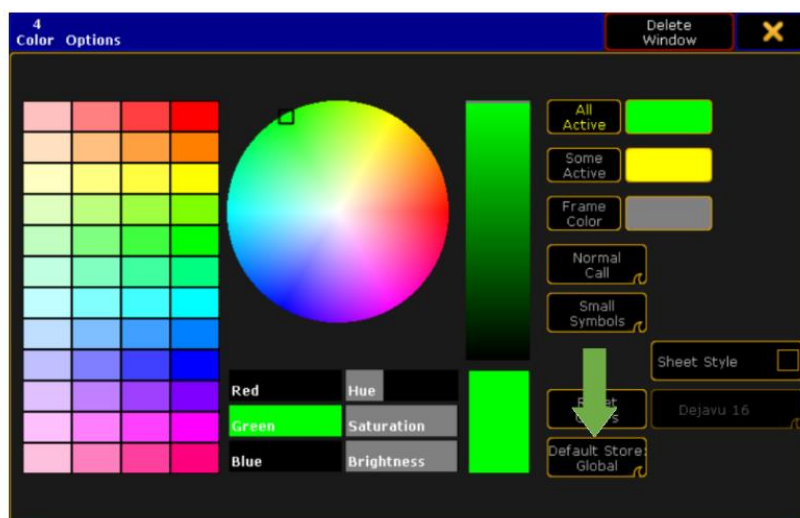 4
Color Options
Delete
Window
All
Active
Some
Active
Frame
Color
Normal
Call
Small
Symbols
Sheet Style
Red
Hue
Green
Saturation
Blue
Brightness
Dejavu 16
Default Store:
Global